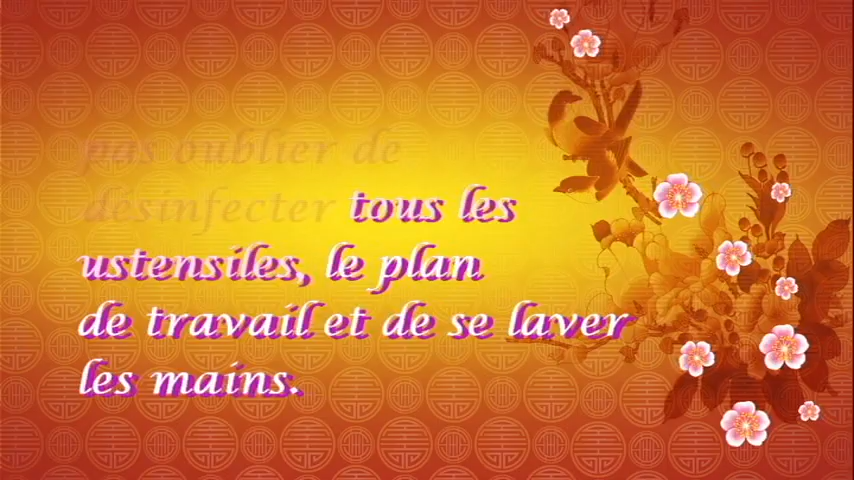 pas oublier de
désinfecter tous les
ustensiles, le plan
de travail et de se laver
les mains.